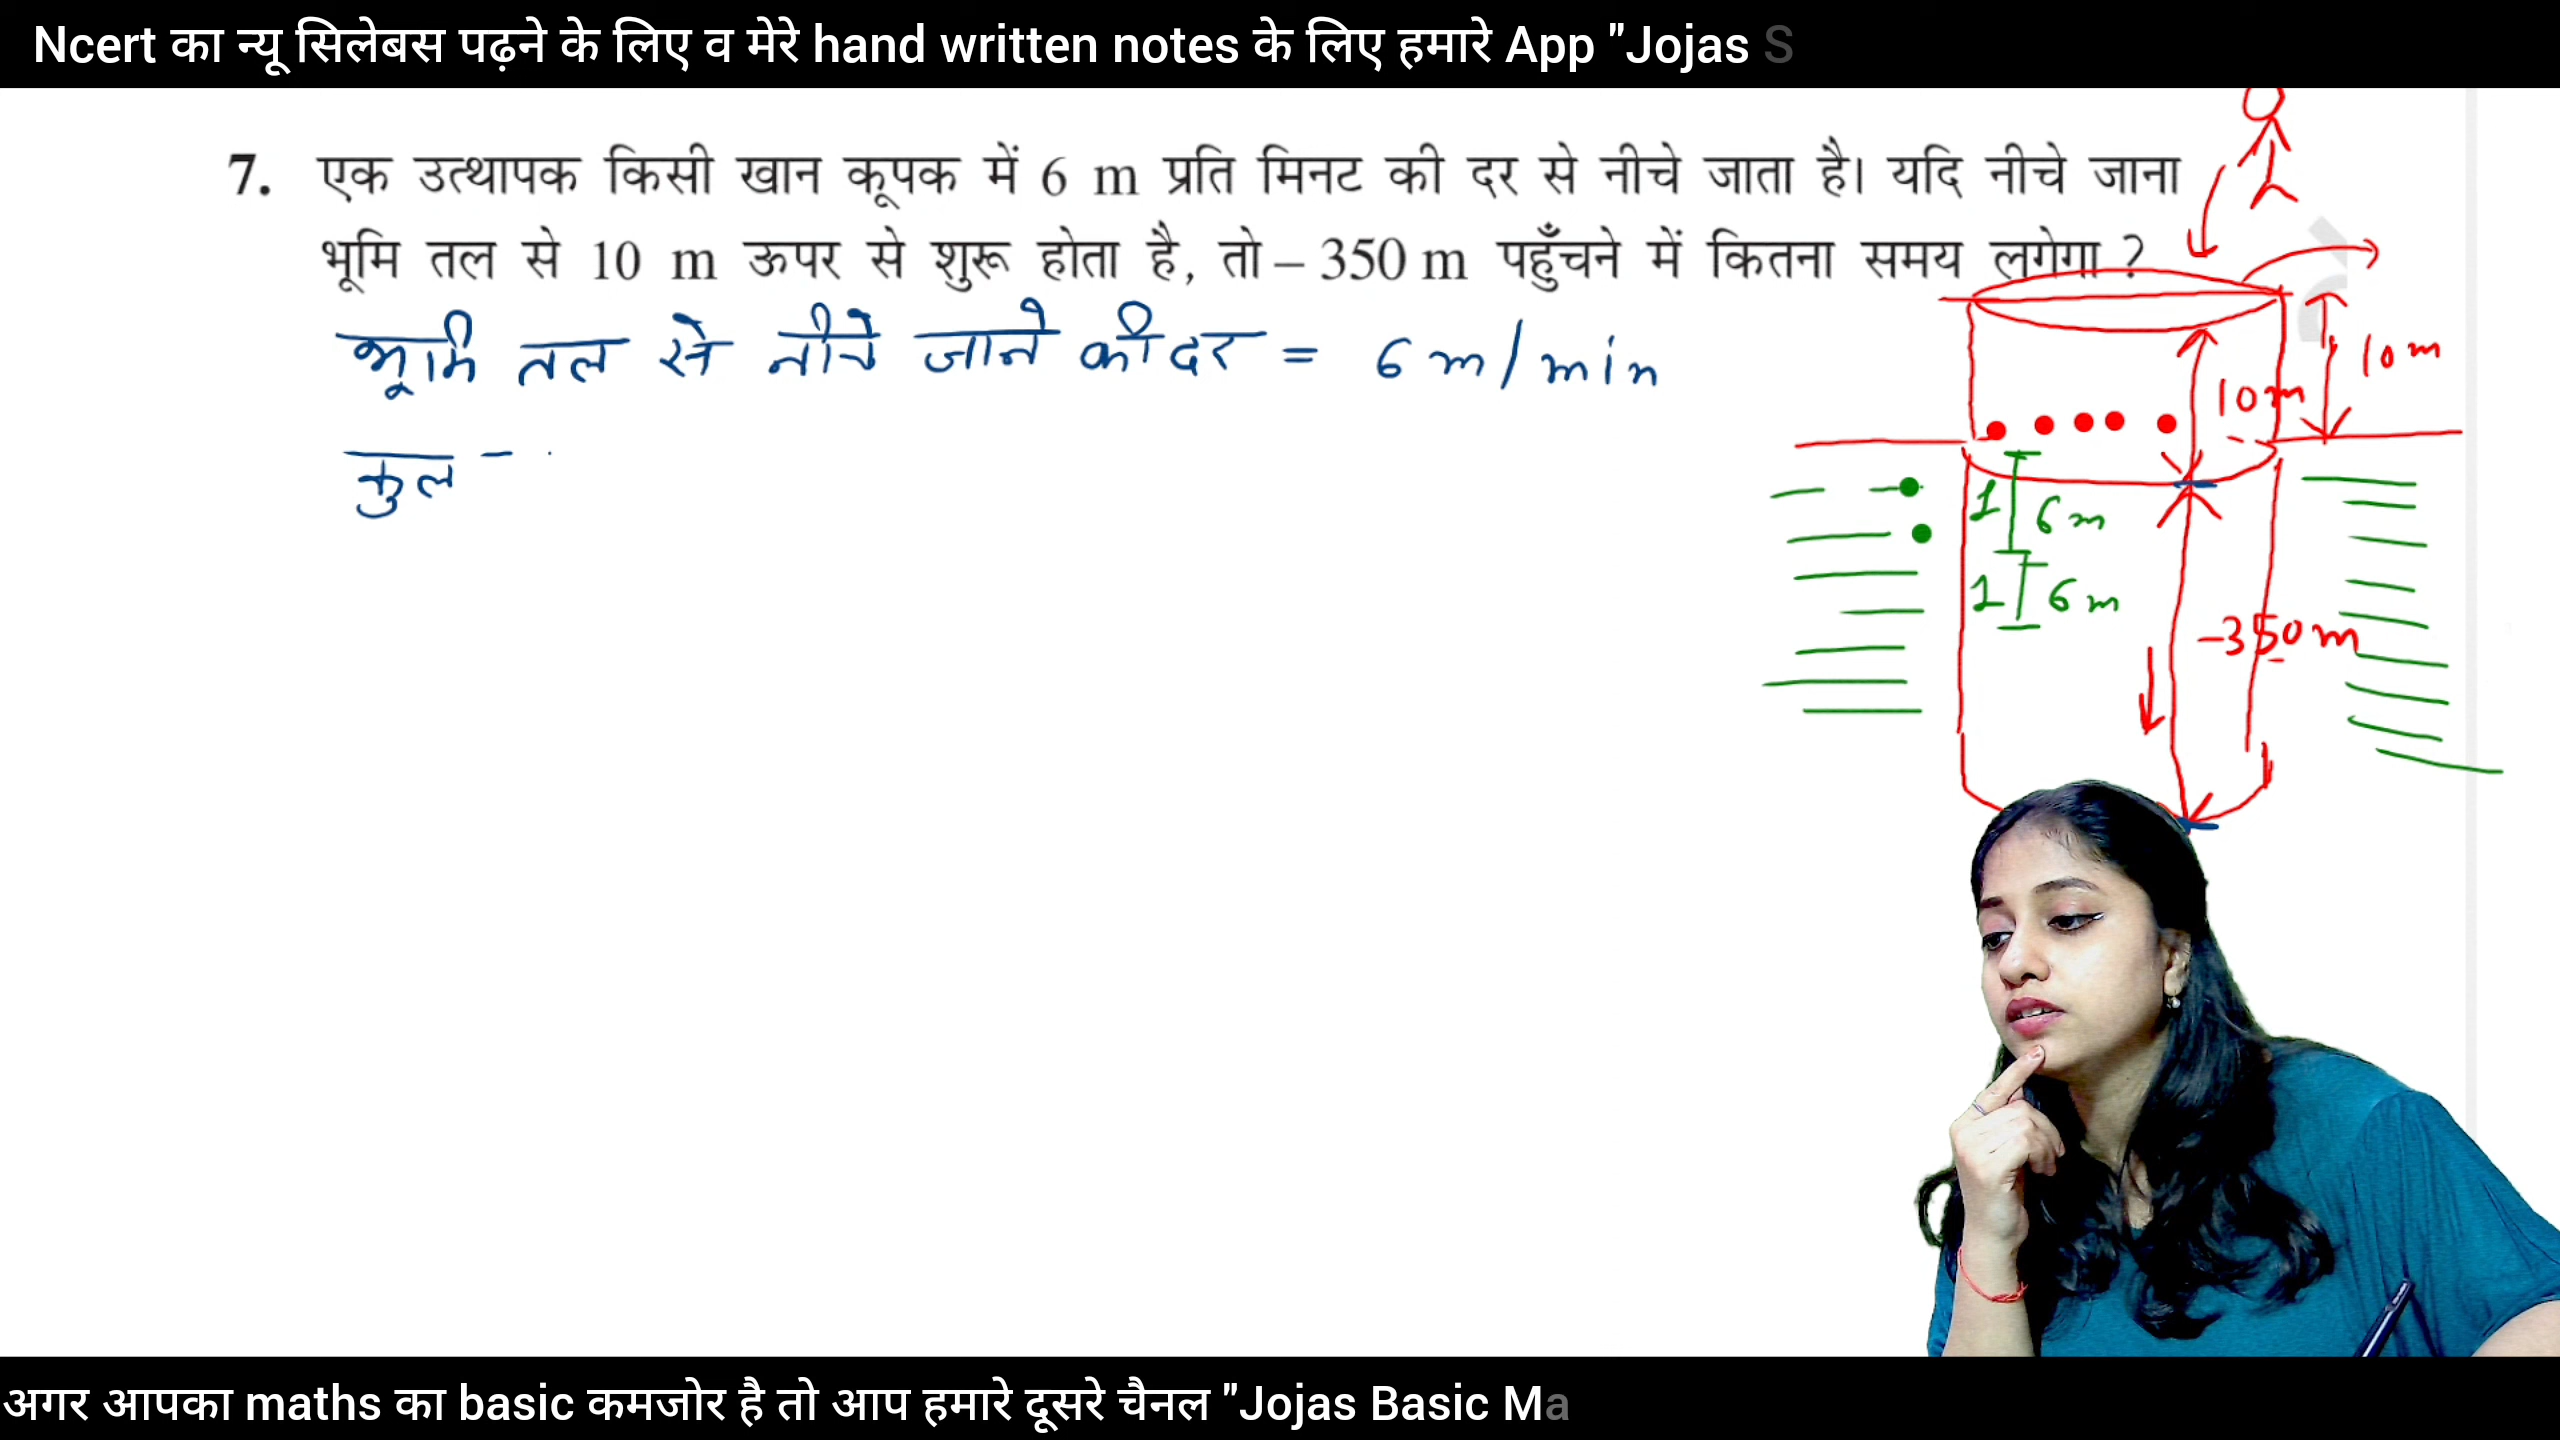 Ncert का न्यू सिलेबस पढ़ने के लिए व मेरे hand written notes के लिए हमारे App "Jojas S
7. एक उत्थापक किसी खान कूपक में 6 m प्रति मिनट की दर से नीचे जाता है। यदि नीचे जाना
भूमि तल से 10 m ऊपर से शुरू होता है, तो – 350 m पहुँचने में कितना समय लगेगा ?
भूमि तल से नीचे जाने की दर = 6 m/min
कुल -
10 m
10 m
1 6 m
1 6 m
-350 m
अगर आपका maths का basic कमजोर है तो आप हमारे दूसरे चैनल "Jojas Basic Ma